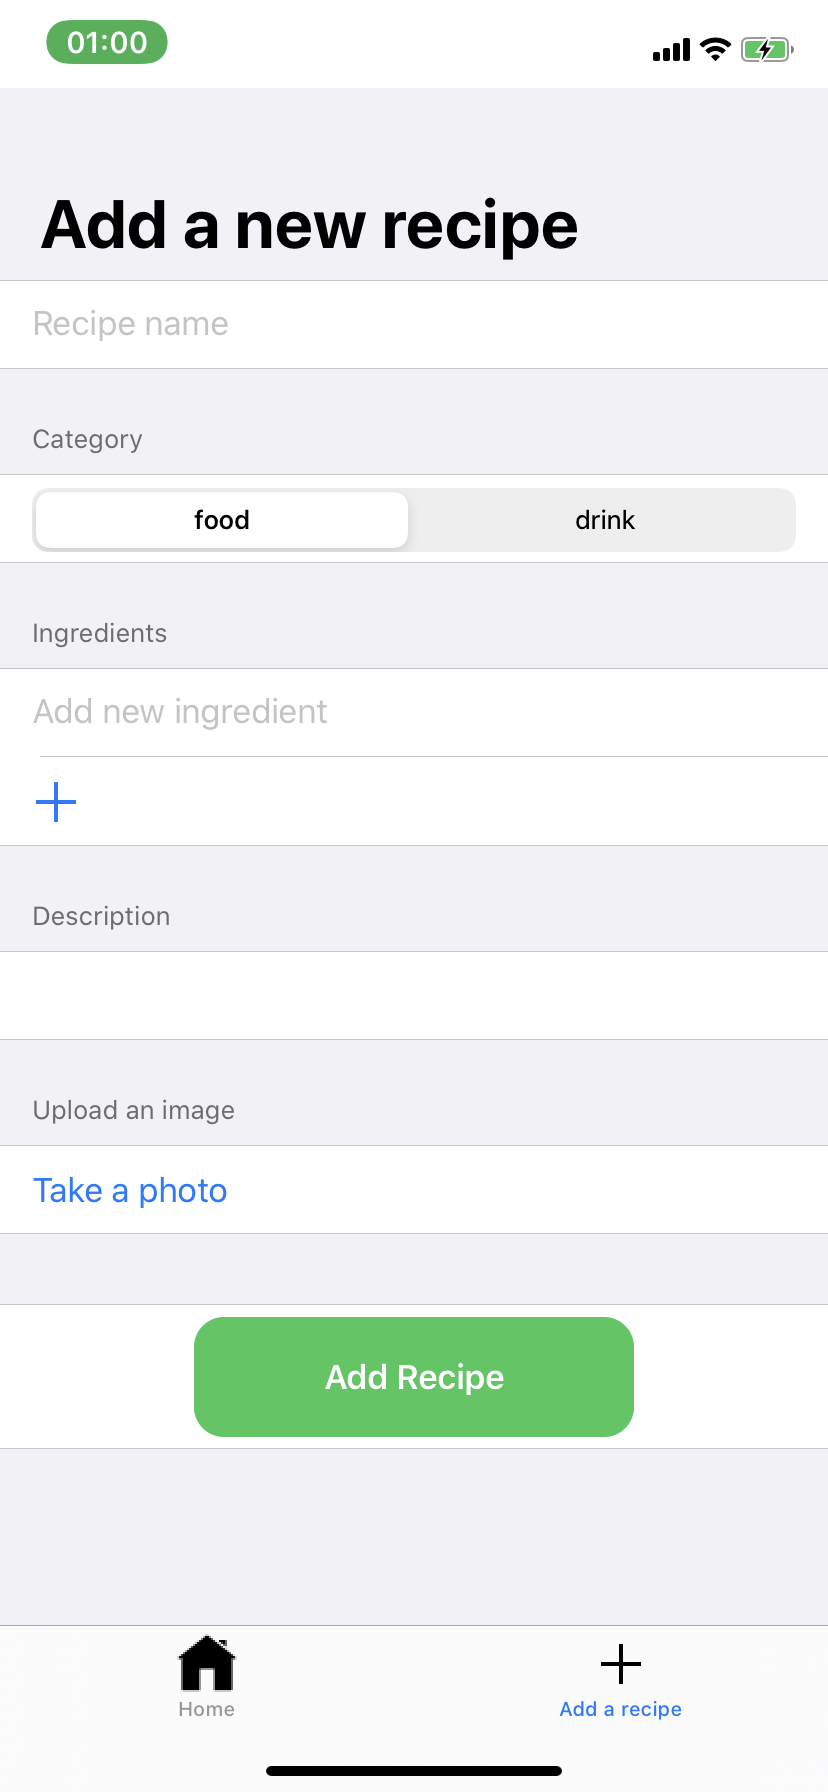 01:00
Add a new recipe
Recipe name
Category
food drink
Ingredients
Add new ingredient
Description
Upload an image
Take a photo
Add Recipe
Home Add a recipe